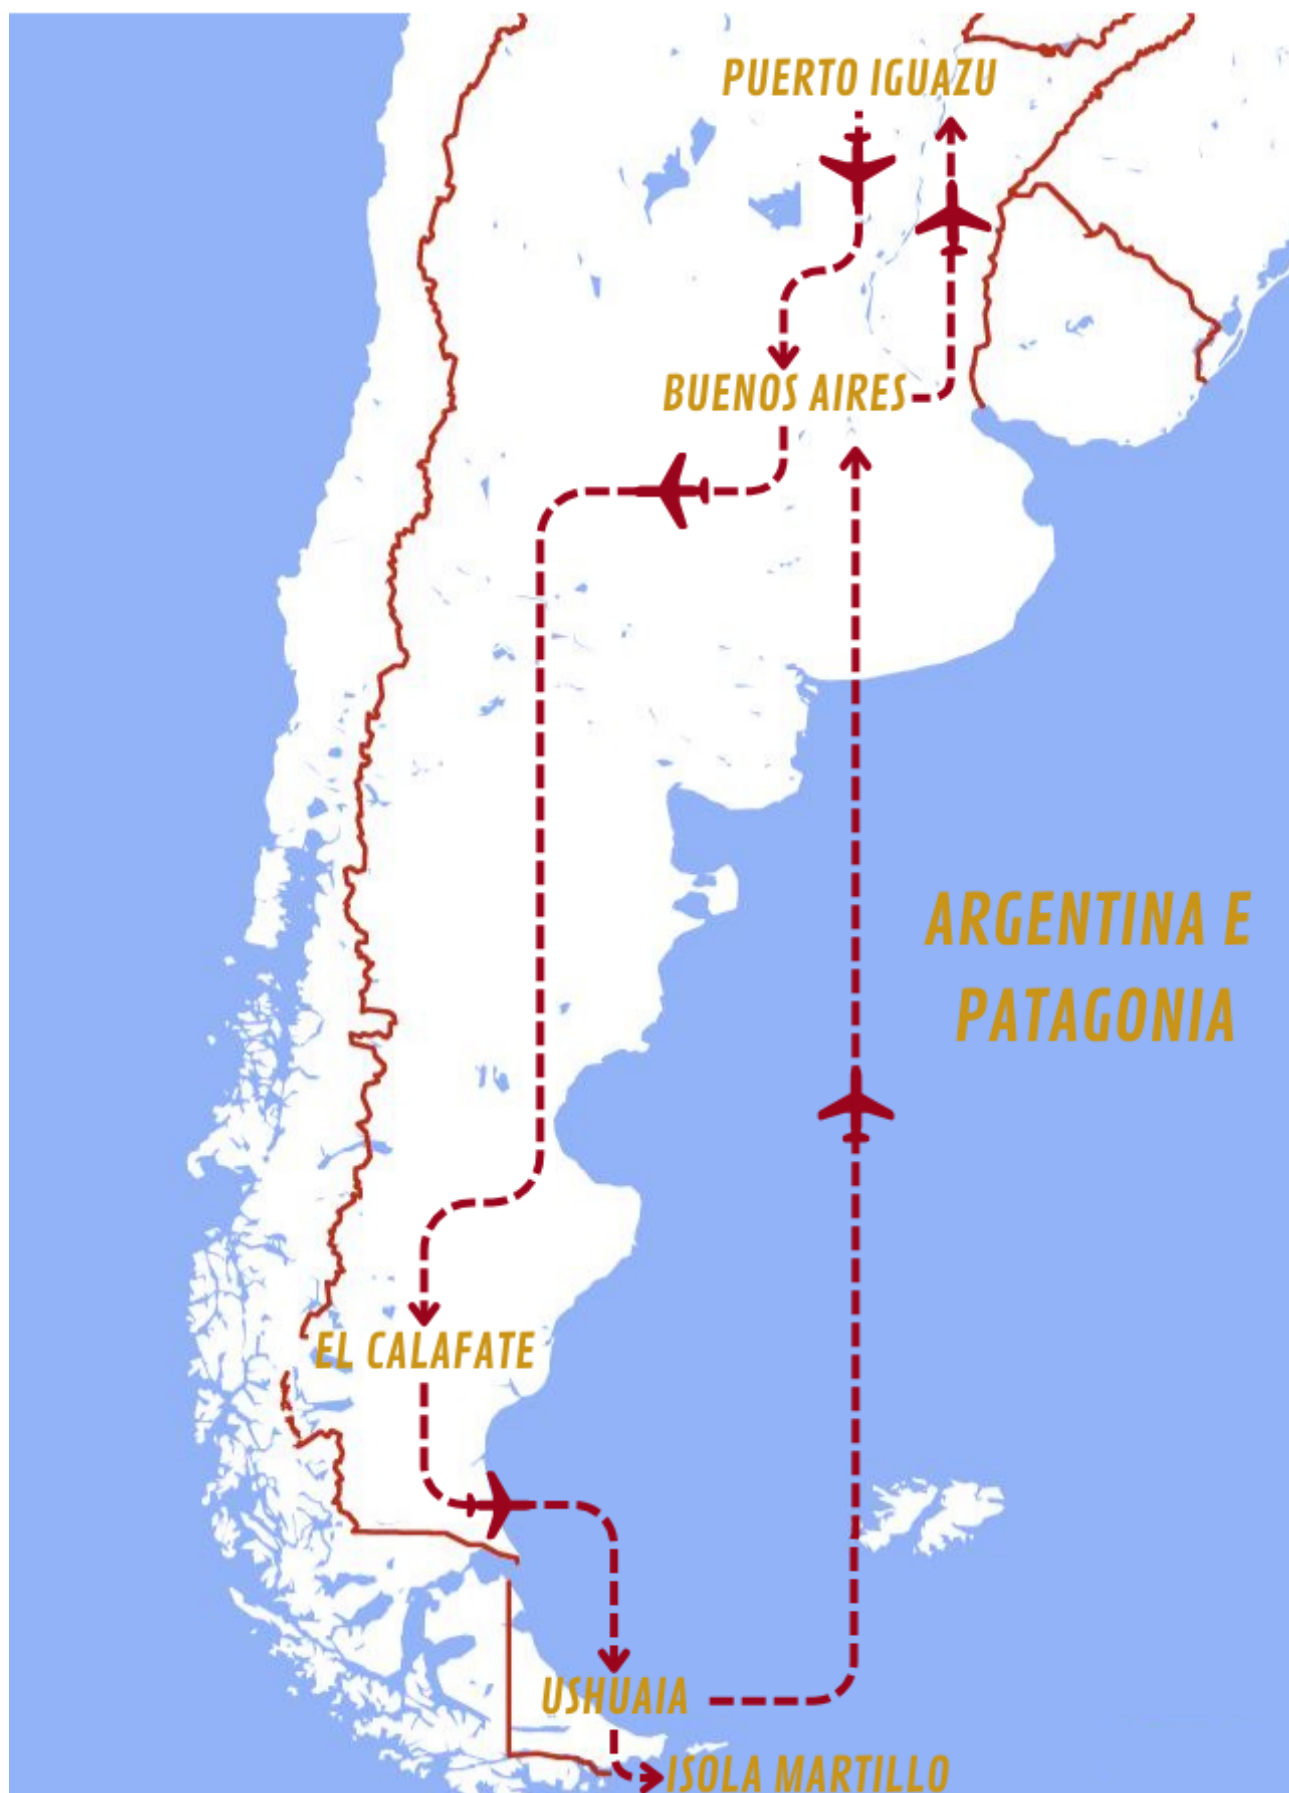 PUERTO IGUAZU
BUENOS AIRES
ARGENTINA E
PATAGONIA
EL CALAFATE
USHUAIA
ISOLA MARTILLO